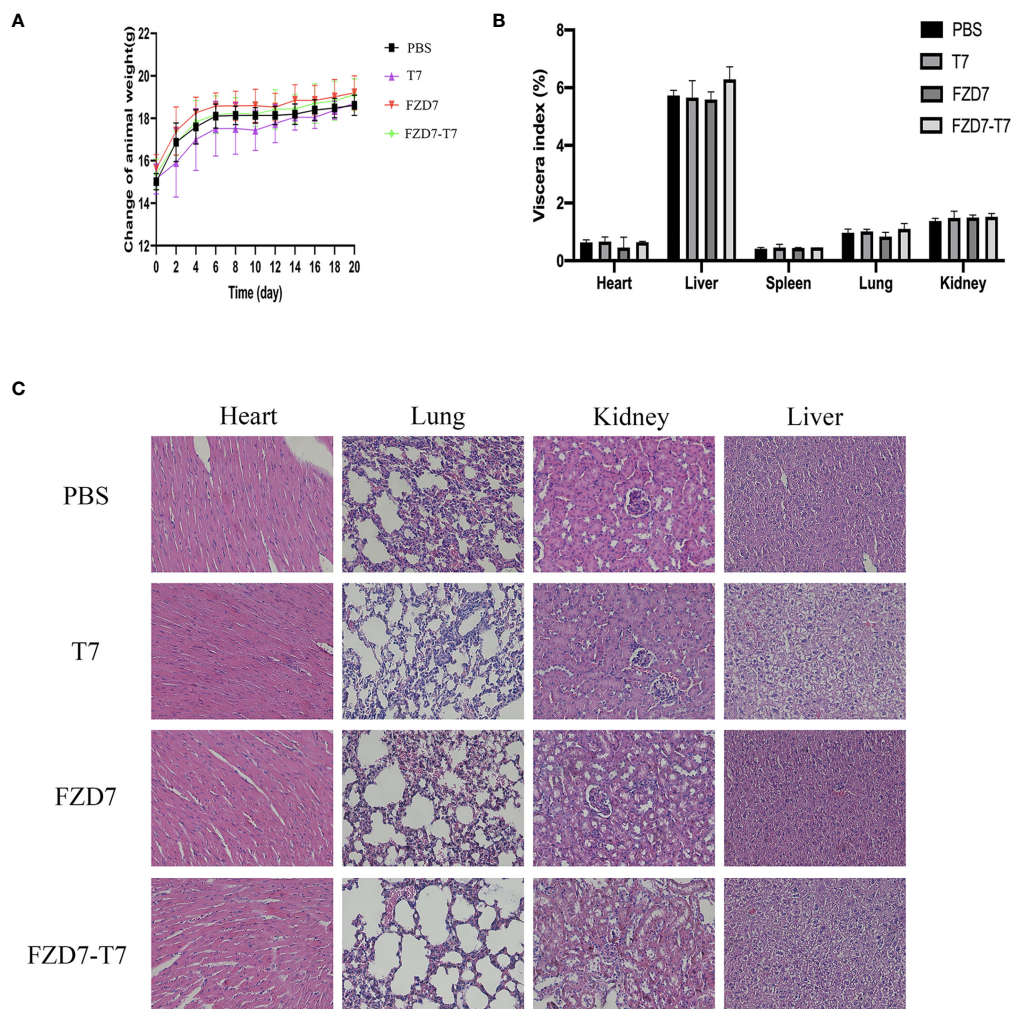 A
Change of animal weight(g)
22
20
18
16
14
12
0 2 4 6 8 10 12 14 16 18 20
Time (day)
PBS
T7
FZD7
FZD7-T7
B
Viscera index (%)
8
6
4
2
0
Heart Liver Spleen Lung Kidney
PBS
T7
FZD7
FZD7-T7
C
Heart Lung Kidney Liver
PBS
T7
FZD7
FZD7-T7